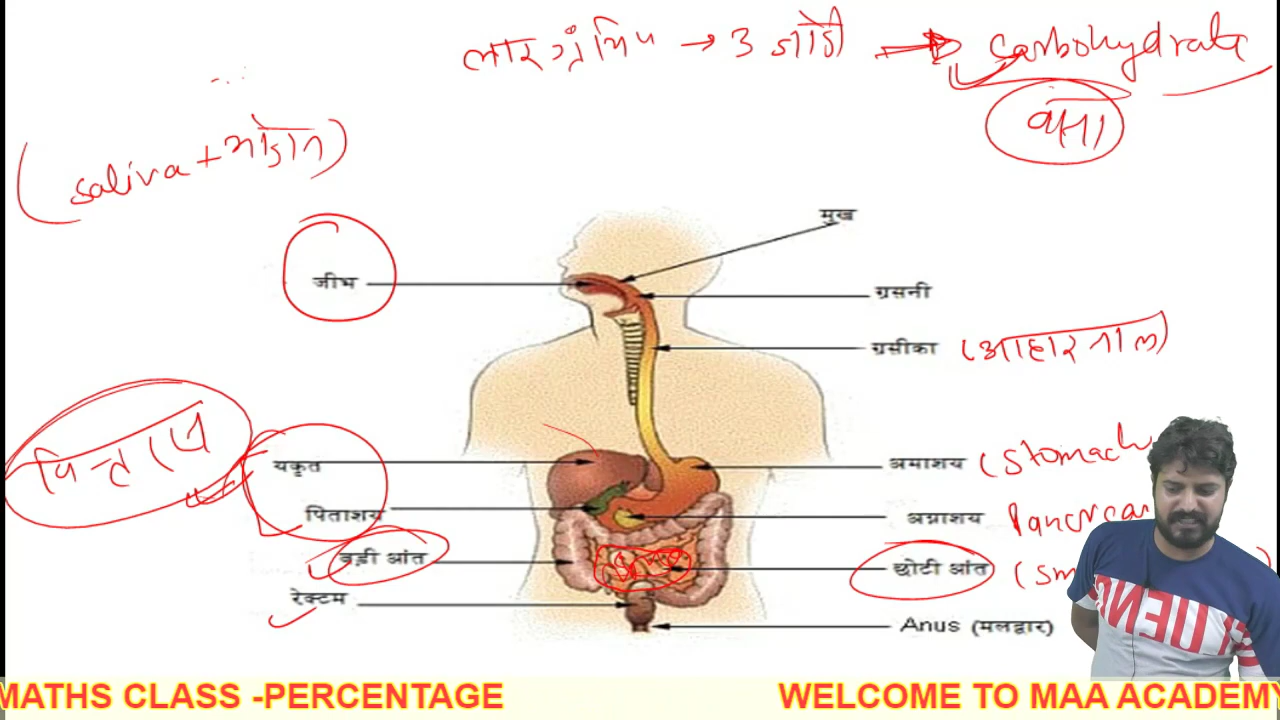 लार ग्रंथिय → 3 जोडी → carbohydrate
वसा
(saliva + भोजन)
मुख
जीभ
ग्रसनी
ग्रसीका (आहार नाल)
पित्त रस
यकृत
अमाशय (stomach
पिताशय
अग्नाशय Pancrea
बड़ी आंत
छोटी आंत (sm
रेक्टम
Anus (मलद्वार)
FLUENC
MATHS CLASS -PERCENTAGE WELCOME TO MAA ACADEMY